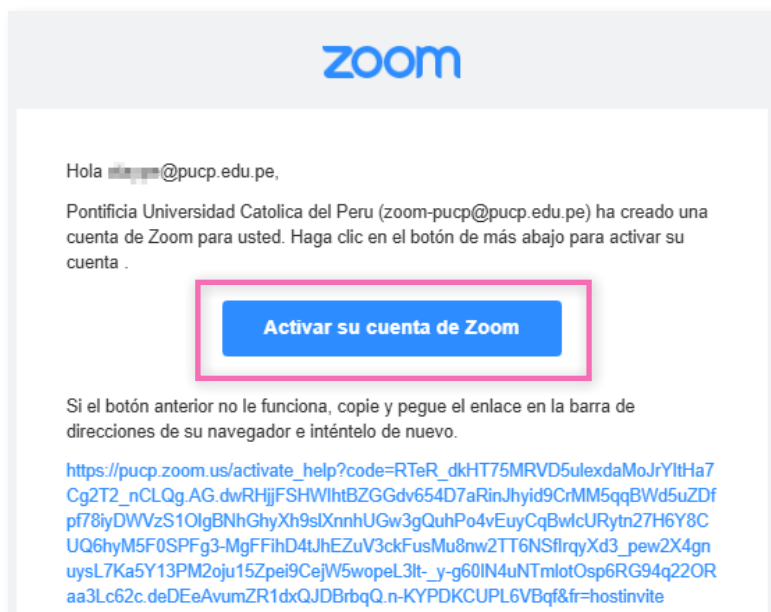 zoom
Hola @pucp.edu.pe,
Pontificia Universidad Catolica del Peru (zoom-pucp@pucp.edu.pe) ha creado una
cuenta de Zoom para usted. Haga clic en el botón de más abajo para activar su
cuenta .
Activar su cuenta de Zoom
Si el botón anterior no le funciona, copie y pegue el enlace en la barra de
direcciones de su navegador e inténtelo de nuevo.
https://pucp.zoom.us/activate_help?code=RTeR_dkHT75MRVD5ulexdaMoJrYItHa7
Cg2T2_nCLQg.AG.dwRHjjFSHWlhtBZGGdv654D7aRinJhyid9CrMM5qqBWd5uZDf
pf78iyDWVzS1OlgBNhGhyXh9slXnnhUGw3gQuhPo4vEuyCqBwlcURytn27H6Y8C
UQ6hyM5F0SPFg3-MgFFihD4tJhEZuV3ckFusMu8nw2TT6NSflrqyXd3_pew2X4gn
uysL7Ka5Y13PM2oju15Zpei9CejW5wopeL3lt-_y-g60lN4uNTmlotOsp6RG94q22OR
aa3Lc62c.deDEeAvumZR1dxQJDBrbqQ.n-KYPDKCUPL6VBqf&fr=hostinvite